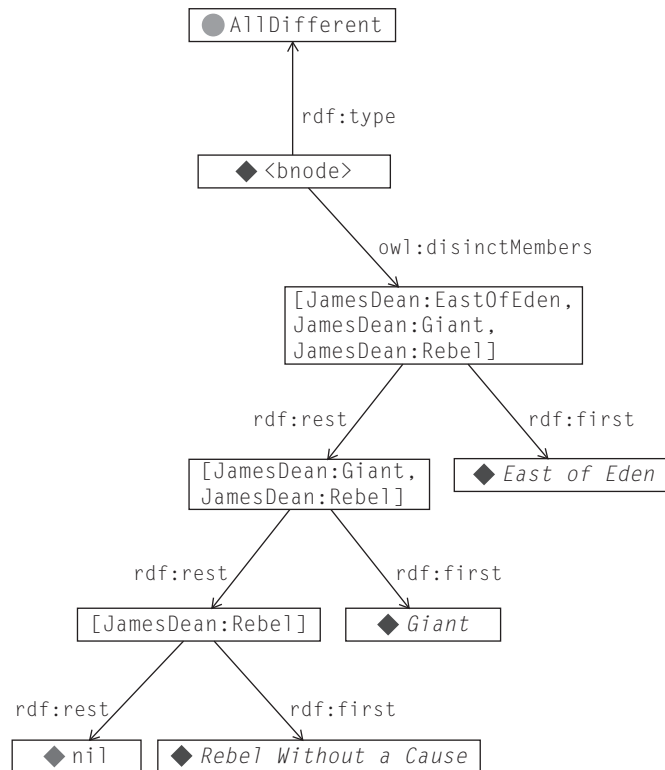 AllDifferent
rdf:type
<bnode>
owl:disinctMembers
[JamesDean:EastOfEden,
JamesDean:Giant,
JamesDean:Rebel]
rdf:rest
rdf:first
[JamesDean:Giant,
JamesDean:Rebel]
East of Eden
rdf:rest
rdf:first
[JamesDean:Rebel]
Giant
rdf:rest
rdf:first
nil
Rebel Without a Cause